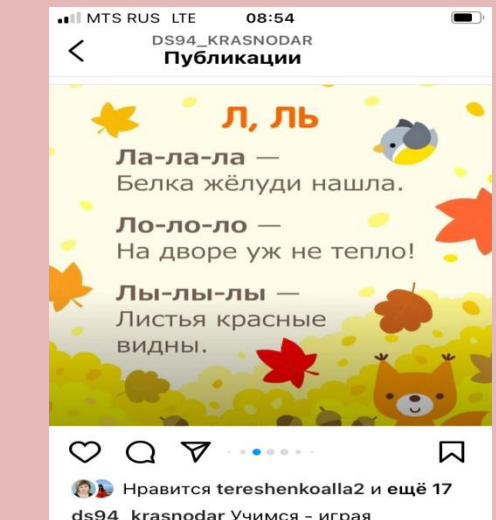 MTS RUS LTE 08:54
DS94_KRASNODAR
Публикации
Л, ЛЬ
Ла-ла-ла —
Белка жёлуди нашла.
Ло-ло-ло —
На дворе уж не тепло!
Лы-лы-лы —
Листья красные
видны.
Нравится tereshenkoalla2 и ещё 17
ds94_krasnodar Учимся - играя